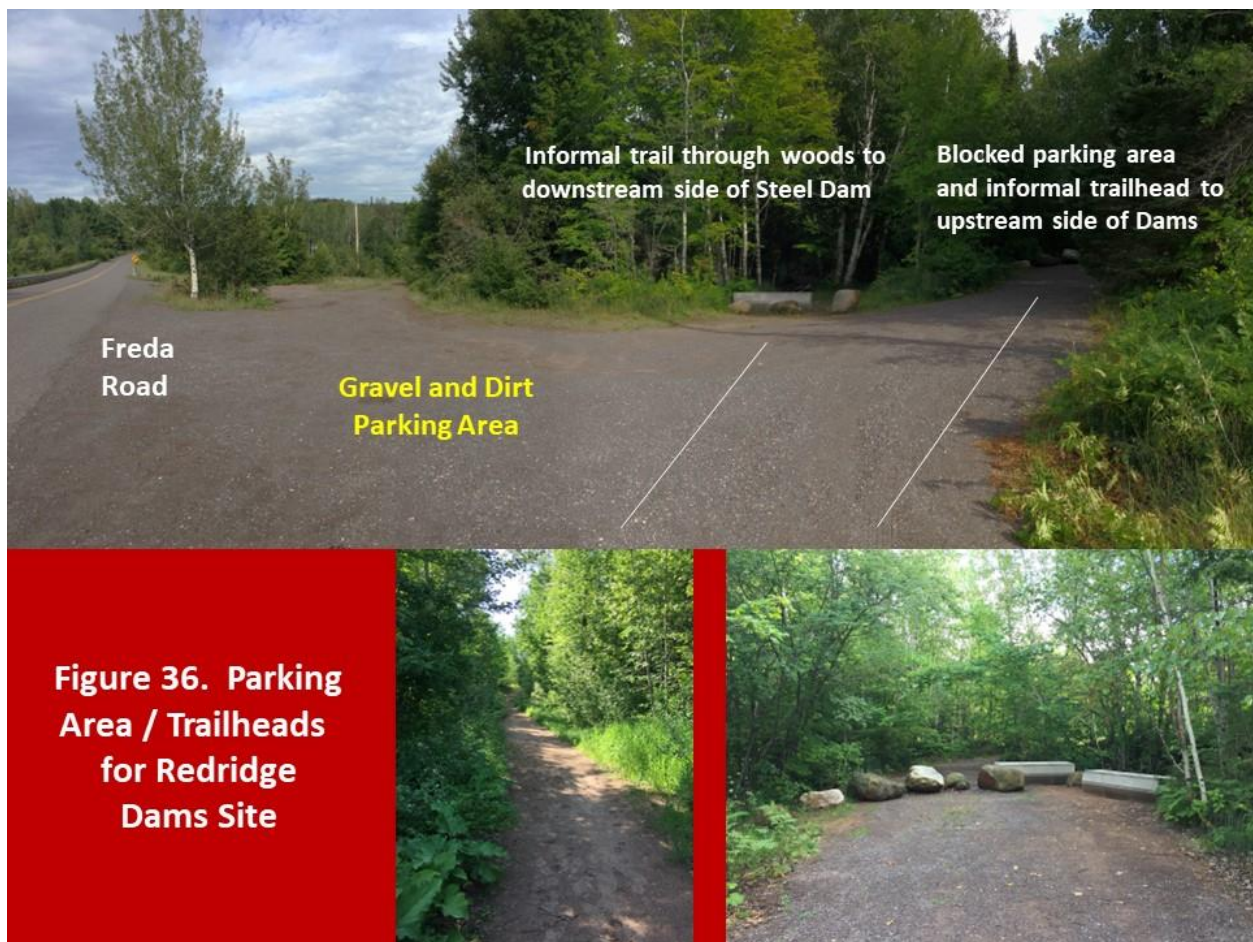 Informal trail through woods to
downstream side of Steel Dam
Blocked parking area
and informal trailhead to
upstream side of Dams
Freda
Road
Gravel and Dirt
Parking Area
Figure 36. Parking
Area / Trailheads
for Redridge
Dams Site